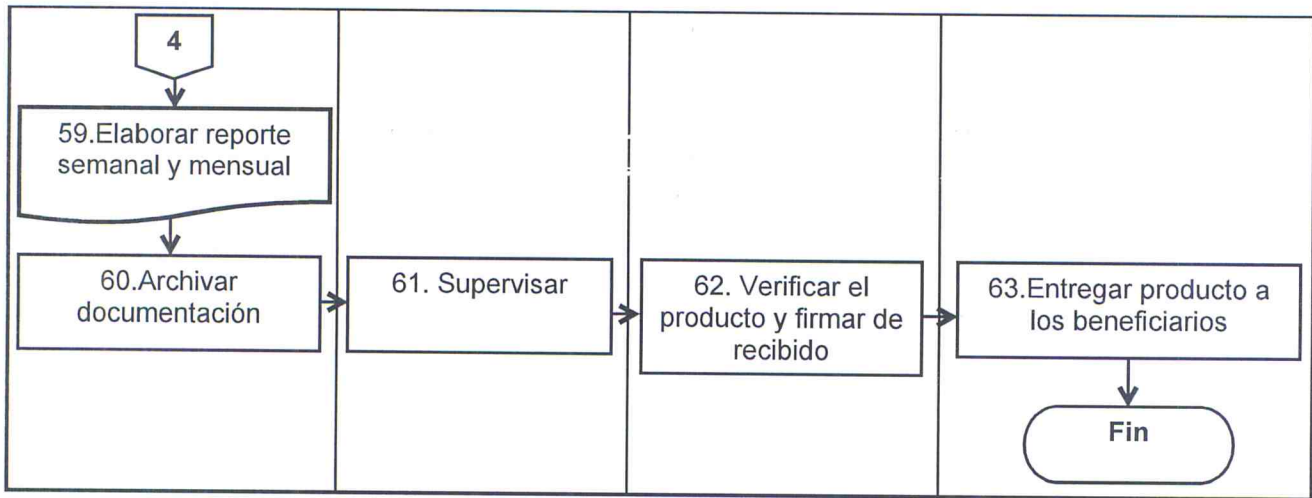 4
59.Elaborar reporte
semanal y mensual
60.Archivar
documentación
61. Supervisar
62. Verificar el
producto y firmar de
recibido
63.Entregar producto a
los beneficiarios
Fin